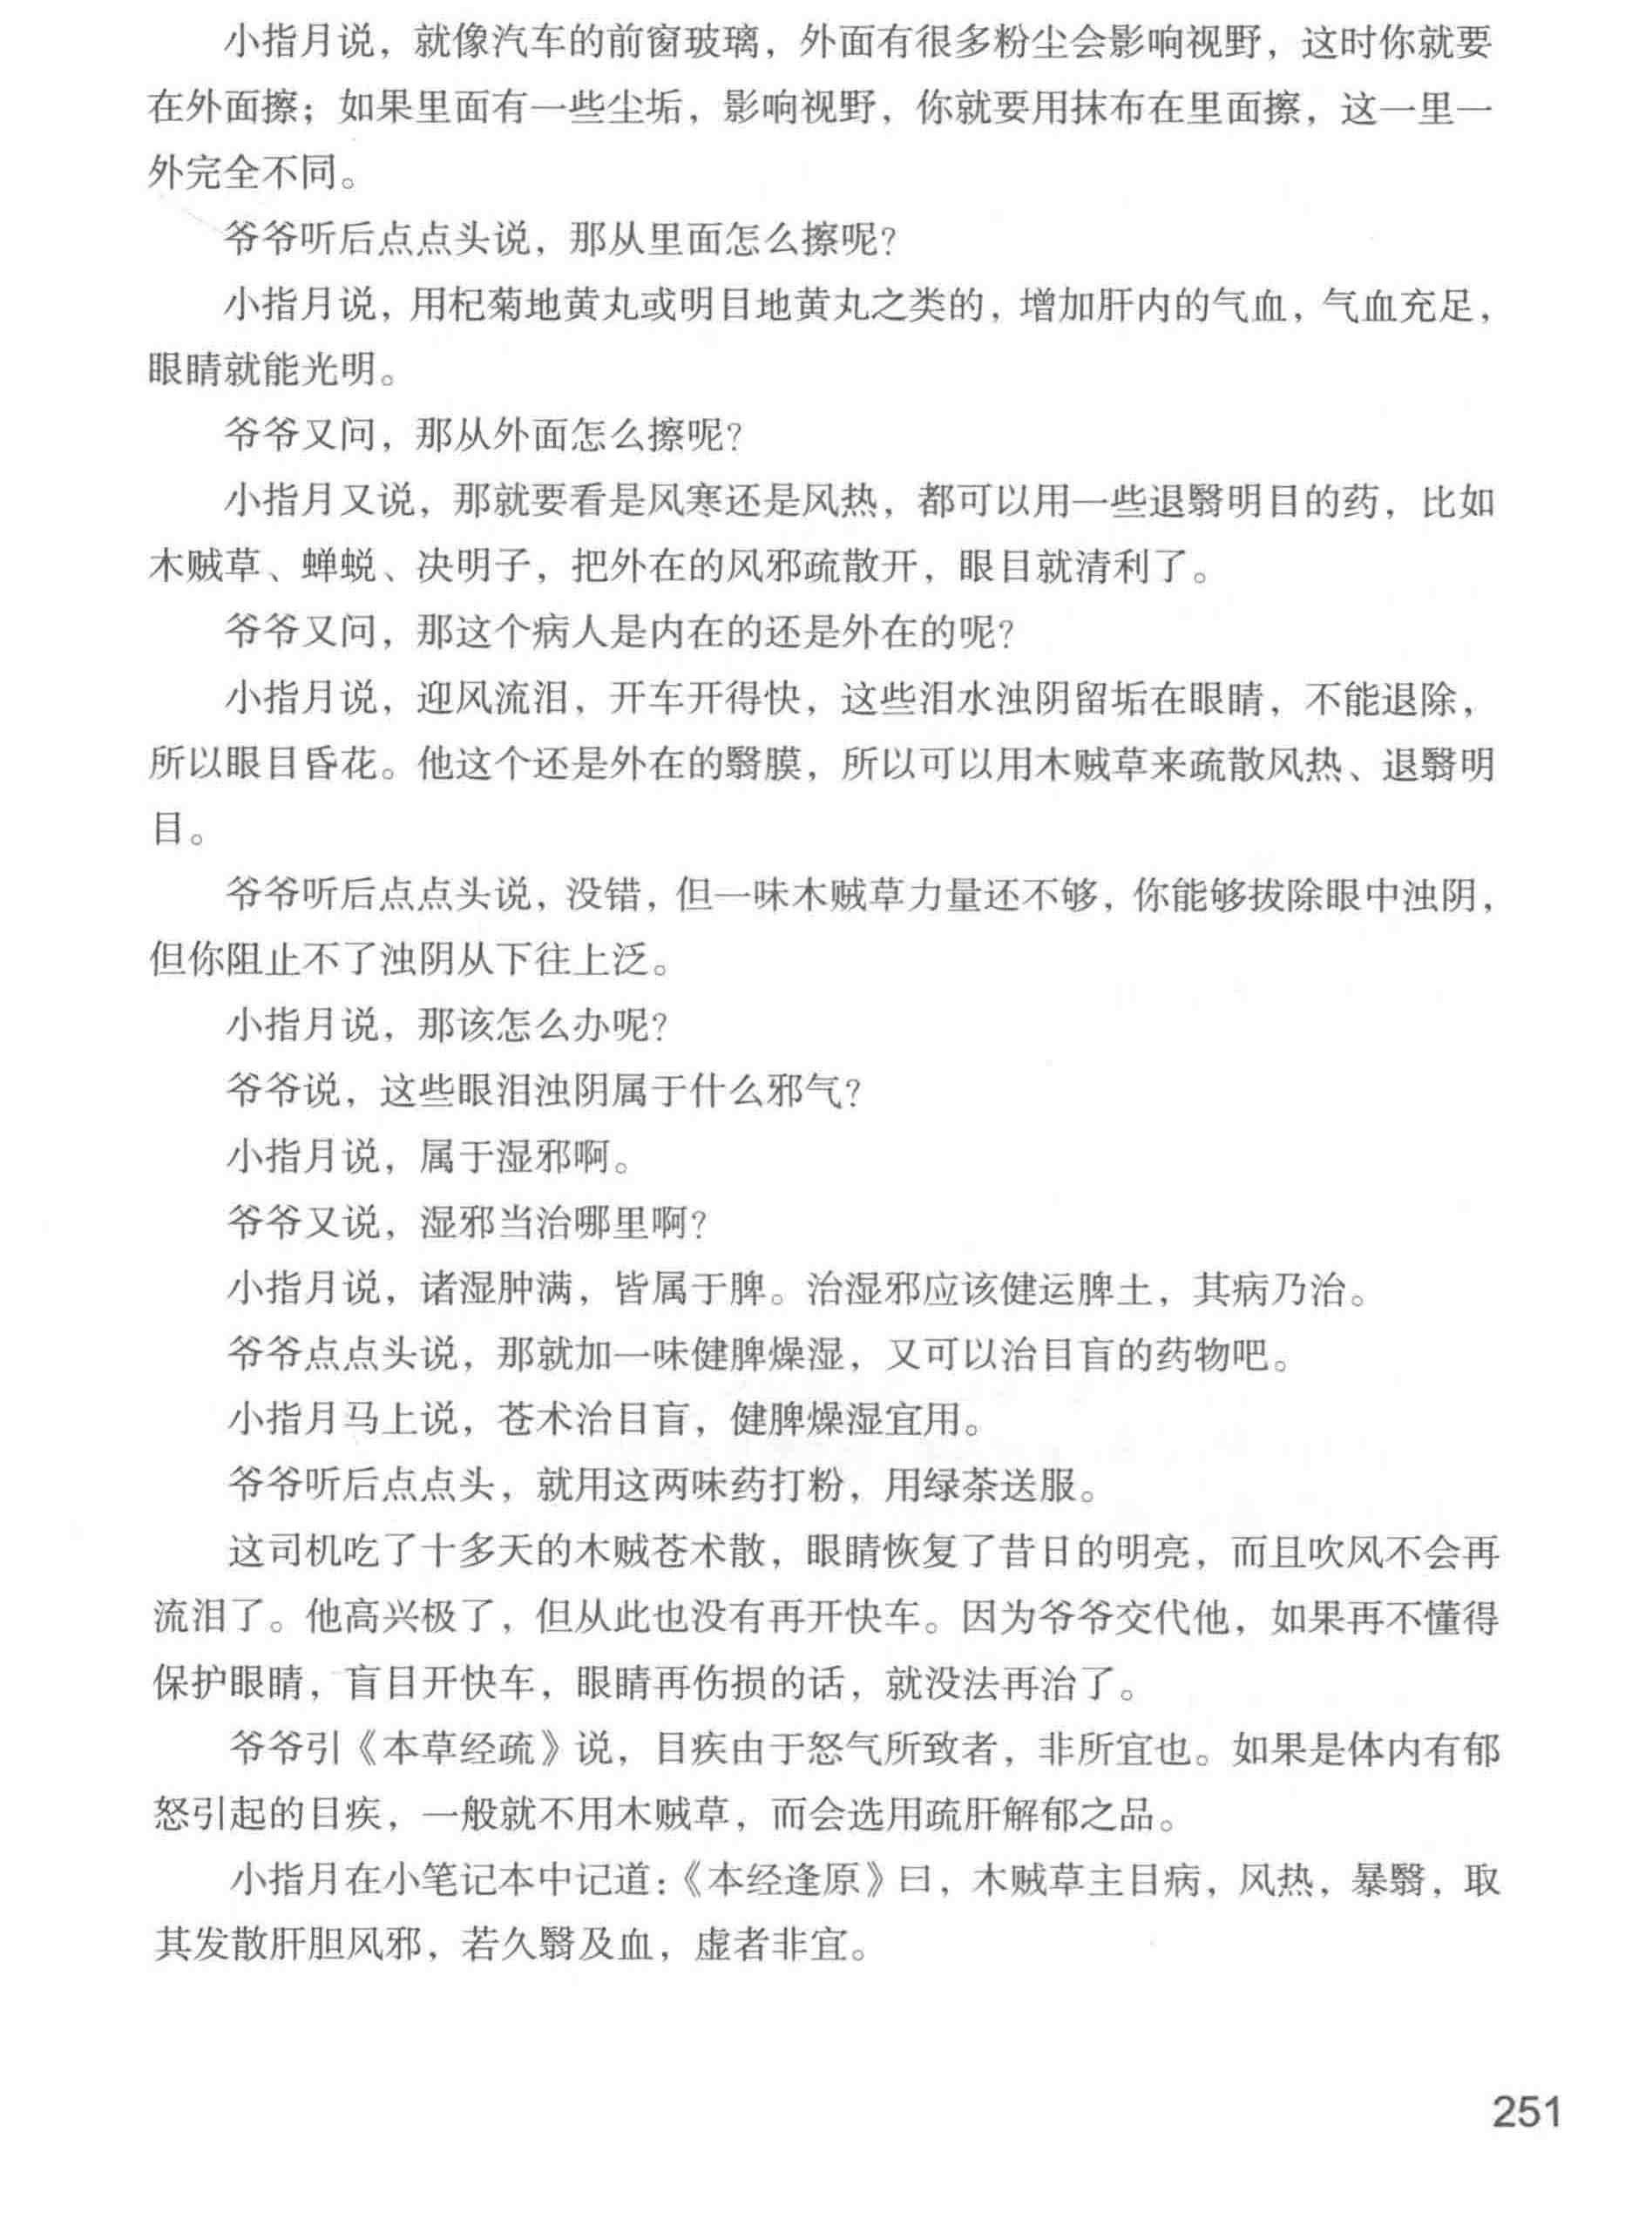 小指月说，就像汽车的前窗玻璃，外面有很多粉尘会影响视野，这时你就要
在外面擦；如果里面有一些尘垢，影响视野，你就要用抹布在里面擦，这一里一
外完全不同。
爷爷听后点点头说，那从里面怎么擦呢？
小指月说，用杞菊地黄丸或明目地黄丸之类的，增加肝内的气血，气血充足，
眼睛就能光明。
爷爷又问，那从外面怎么擦呢？
小指月又说，那就要看是风寒还是风热，都可以用一些退翳明目的药，比如
木贼草、蝉蜕、决明子，把外在的风邪疏散开，眼目就清利了。
爷爷又问，那这个病人是内在的还是外在的呢？
小指月说，迎风流泪，开车开得快，这些泪水浊阴留垢在眼睛，不能退除，
所以眼目昏花。他这个还是外在的翳膜，所以可以用木贼草来疏散风热、退翳明
目。
爷爷听后点点头说，没错，但一味木贼草力量还不够，你能够拔除眼中浊阴，
但你阻止不了浊阴从下往上泛。
小指月说，那该怎么办呢？
爷爷说，这些眼泪浊阴属于什么邪气？
小指月说，属于湿邪啊。
爷爷又说，湿邪当治哪里啊？
小指月说，诸湿肿满，皆属于脾。治湿邪应该健运脾土，其病乃治。
爷爷点点头说，那就加一味健脾燥湿，又可以治目盲的药物吧。
小指月马上说，苍术治目盲，健脾燥湿宜用。
爷爷听后点点头，就用这两味药打粉，用绿茶送服。
这司机吃了十多天的木贼苍术散，眼睛恢复了昔日的明亮，而且吹风不会再
流泪了。他高兴极了，但从此也没有再开快车。因为爷爷交代他，如果再不懂得
保护眼睛，盲目开快车，眼睛再伤损的话，就没法再治了。
爷爷引《本草经疏》说，目疾由于怒气所致者，非所宜也。如果是体内有郁
怒引起的目疾，一般就不用木贼草，而会选用疏肝解郁之品。
小指月在小笔记本中记道：《本经逢原》曰，木贼草主目病，风热，暴翳，取
其发散肝胆风邪，若久翳及血，虚者非宜。
251